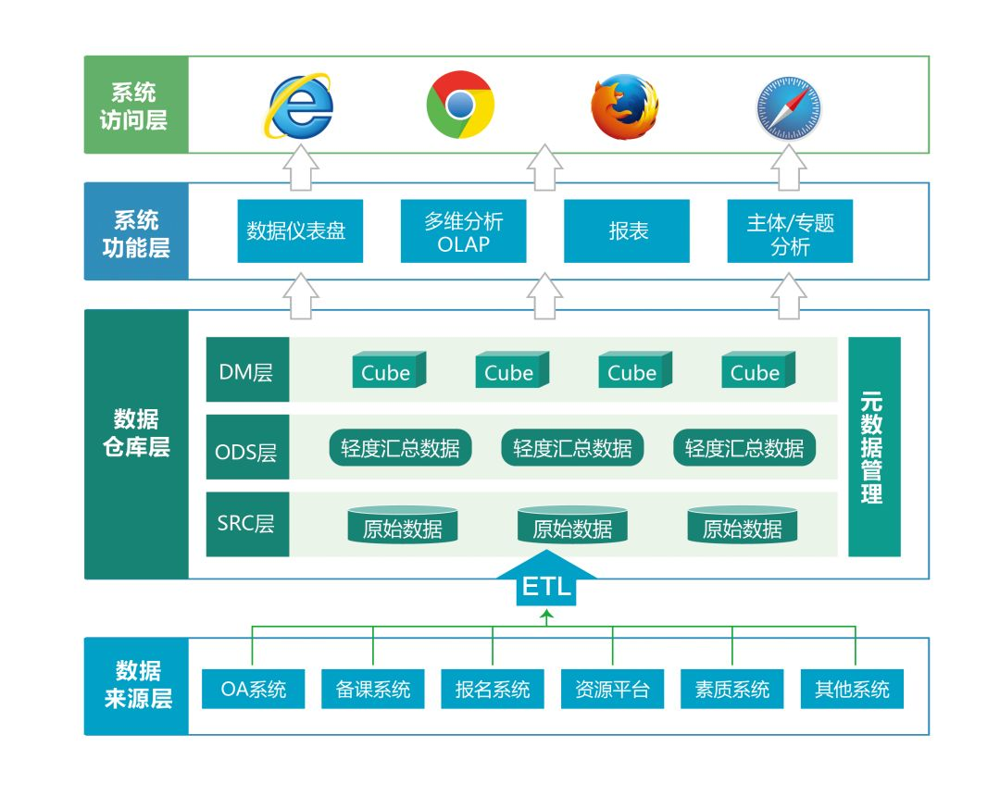 系统
访问层
系统
功能层
数据仪表盘
多维分析
OLAP
报表
主体/专题
分析
数据
仓库层
DM层
Cube
Cube
Cube
Cube
ODS层
轻度汇总数据
轻度汇总数据
轻度汇总数据
SRC层
原始数据
原始数据
原始数据
元数据管理
ETL
数据
来源层
OA系统
备课系统
报名系统
资源平台
素质系统
其他系统